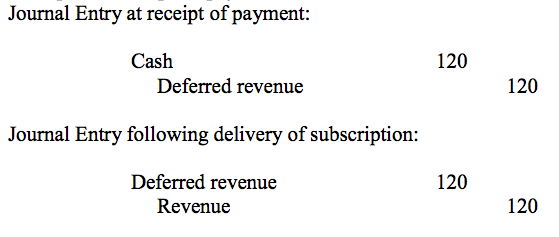 Journal Entry at receipt of payment:
Cash 120
Deferred revenue 120
Journal Entry following delivery of subscription:
Deferred revenue 120
Revenue 120